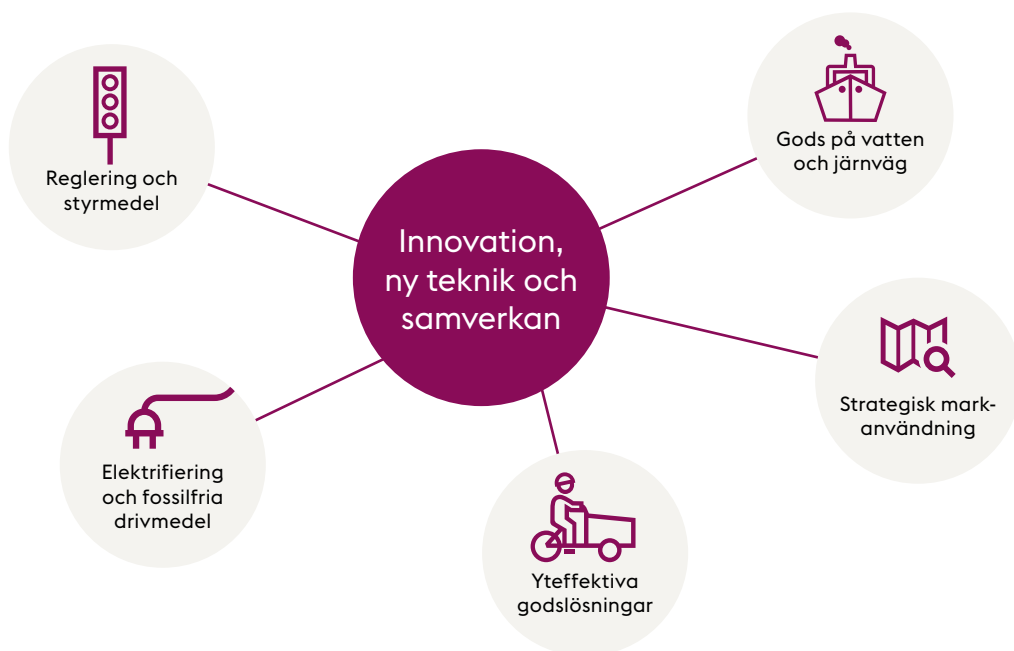 Reglering och
styrmedel
Gods på vatten
och järnväg
Innovation,
ny teknik och
samverkan
Strategisk mark-
användning
Elektrifiering
och fossilfria
drivmedel
Yteffektiva
godslösningar